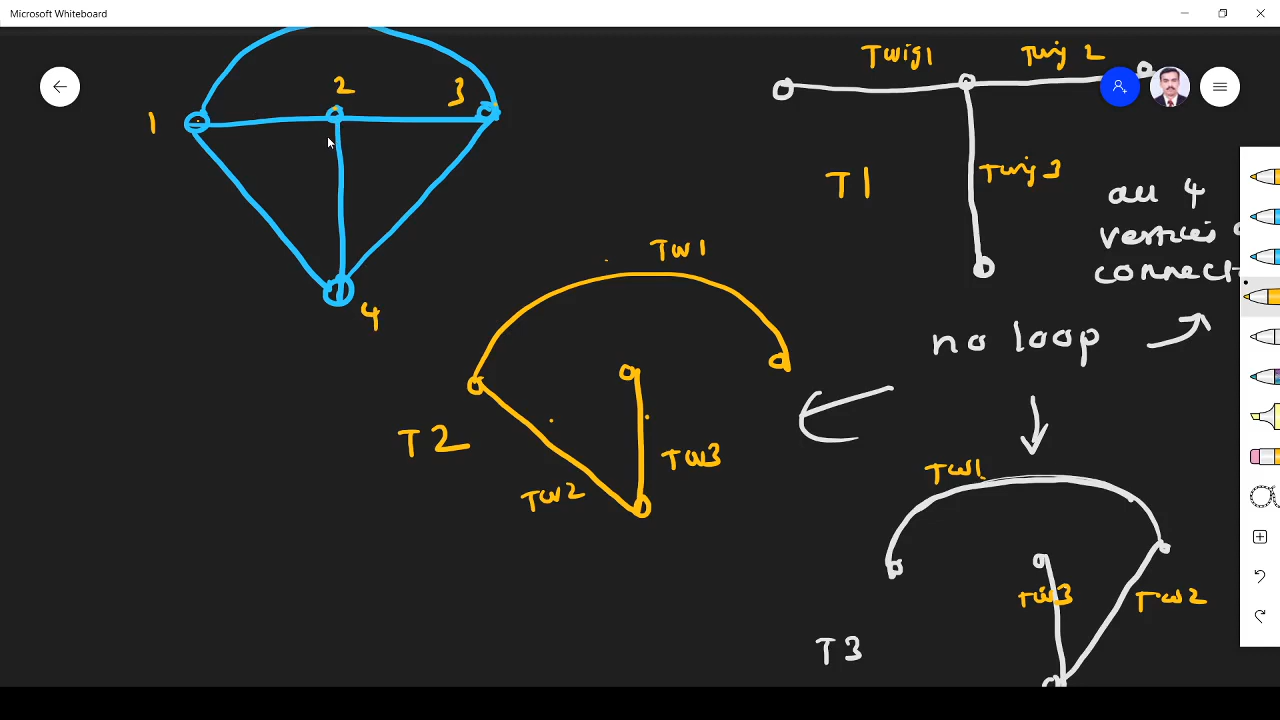 Microsoft Whiteboard
Twig1
Twig 2
2
3
1
Twig 3
T1
all 4
vertices
connect
4
TW1
no loop
T2
TW3
TW2
TW1
TW3
TW2
T3